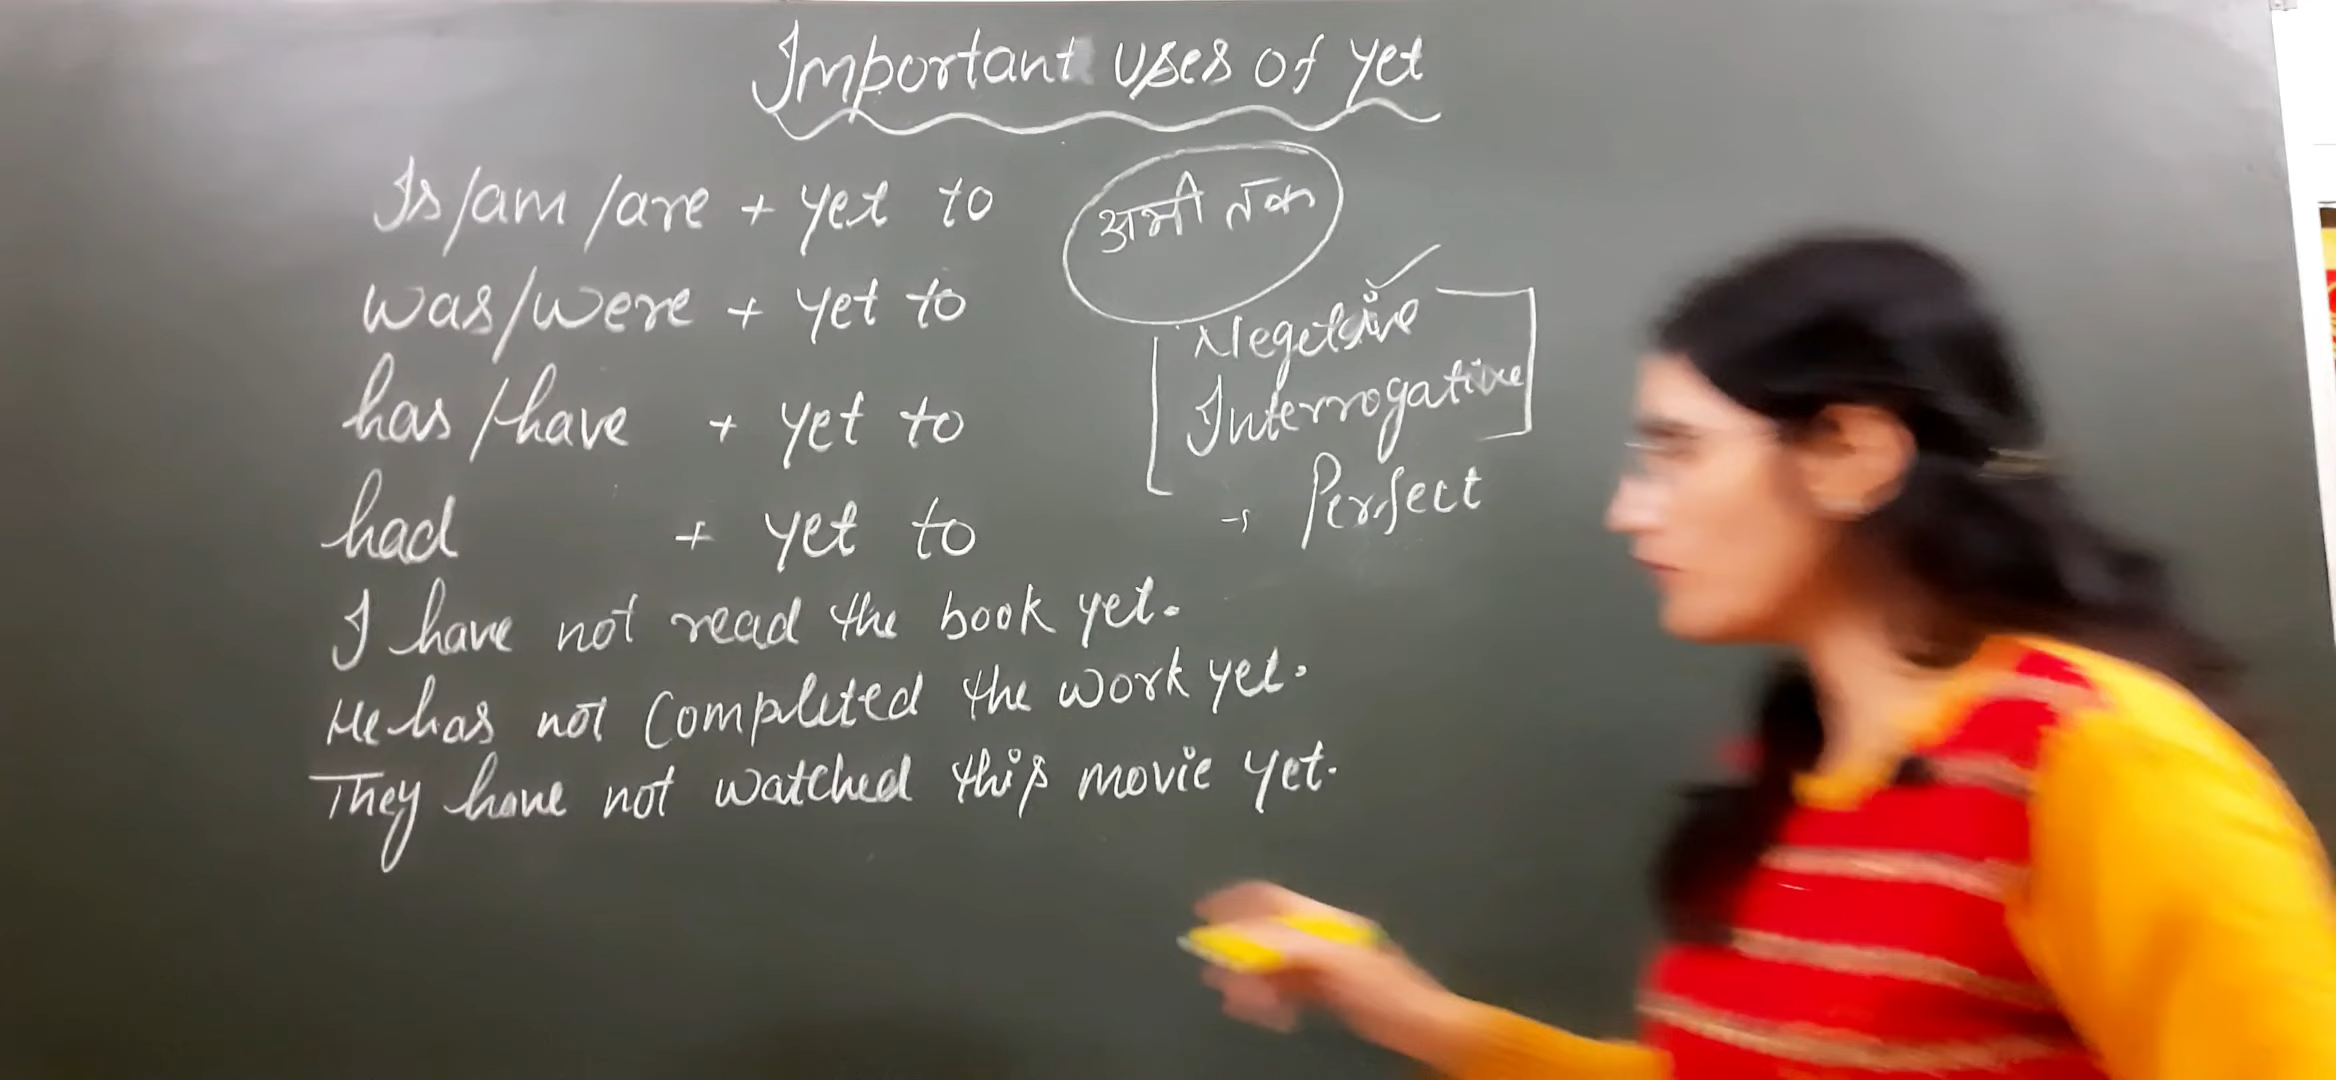 Important uses of yet
Is/am/are + yet to
अभी तक
was/were + yet to
Negetive
has/have + yet to
Interrogative
had + yet to
→ Perfect
I have not read the book yet.
He has not completed the work yet.
They have not watched this movie yet.